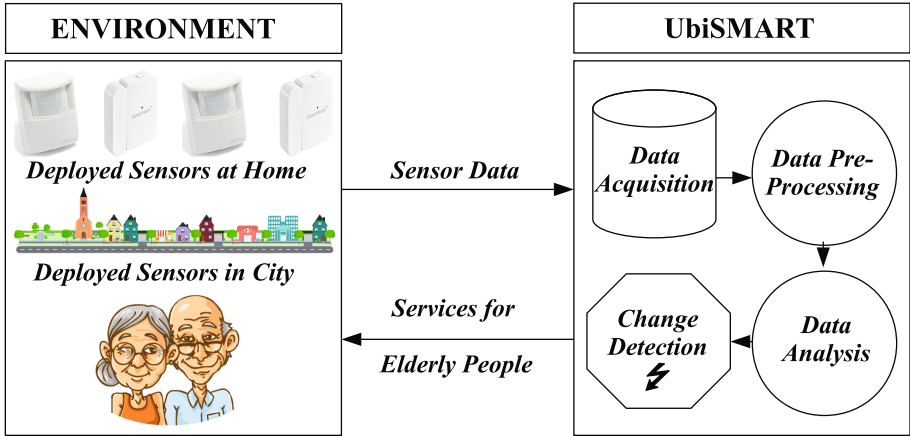 ENVIRONMENT
Deployed Sensors at Home
Deployed Sensors in City
Sensor Data
Services for
Elderly People
UbiSMART
Data
Acquisition
Data Pre-
Processing
Data
Analysis
Change
Detection